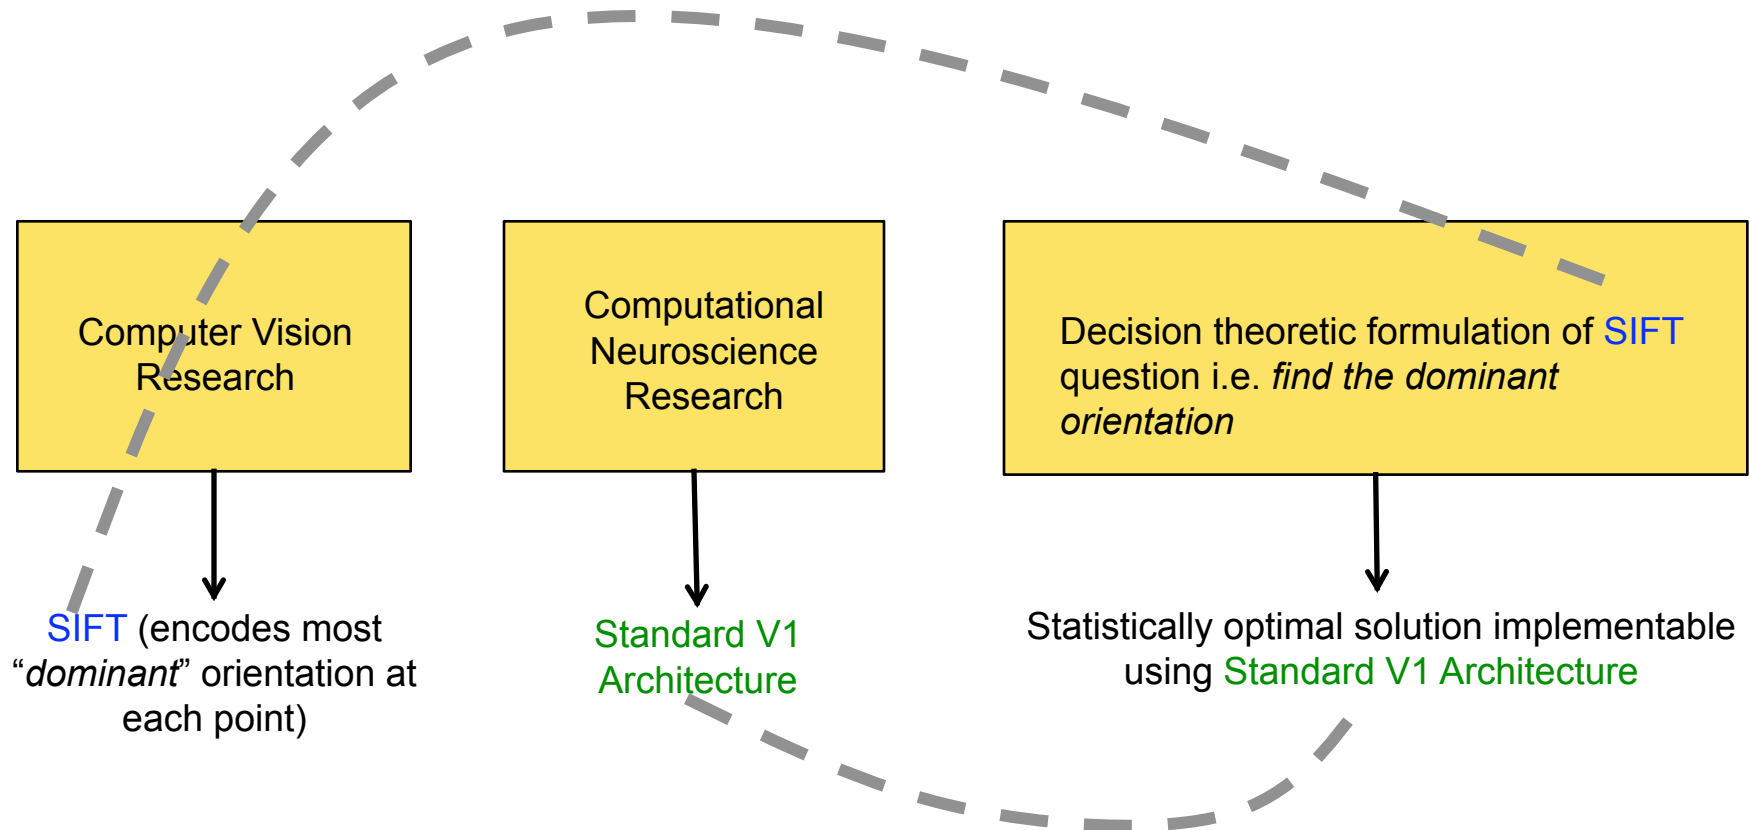 Computer Vision
Research
Computational
Neuroscience
Research
Decision theoretic formulation of SIFT
question i.e. find the dominant
orientation
SIFT (encodes most
“dominant” orientation at
each point)
Standard V1
Architecture
Statistically optimal solution implementable
using Standard V1 Architecture